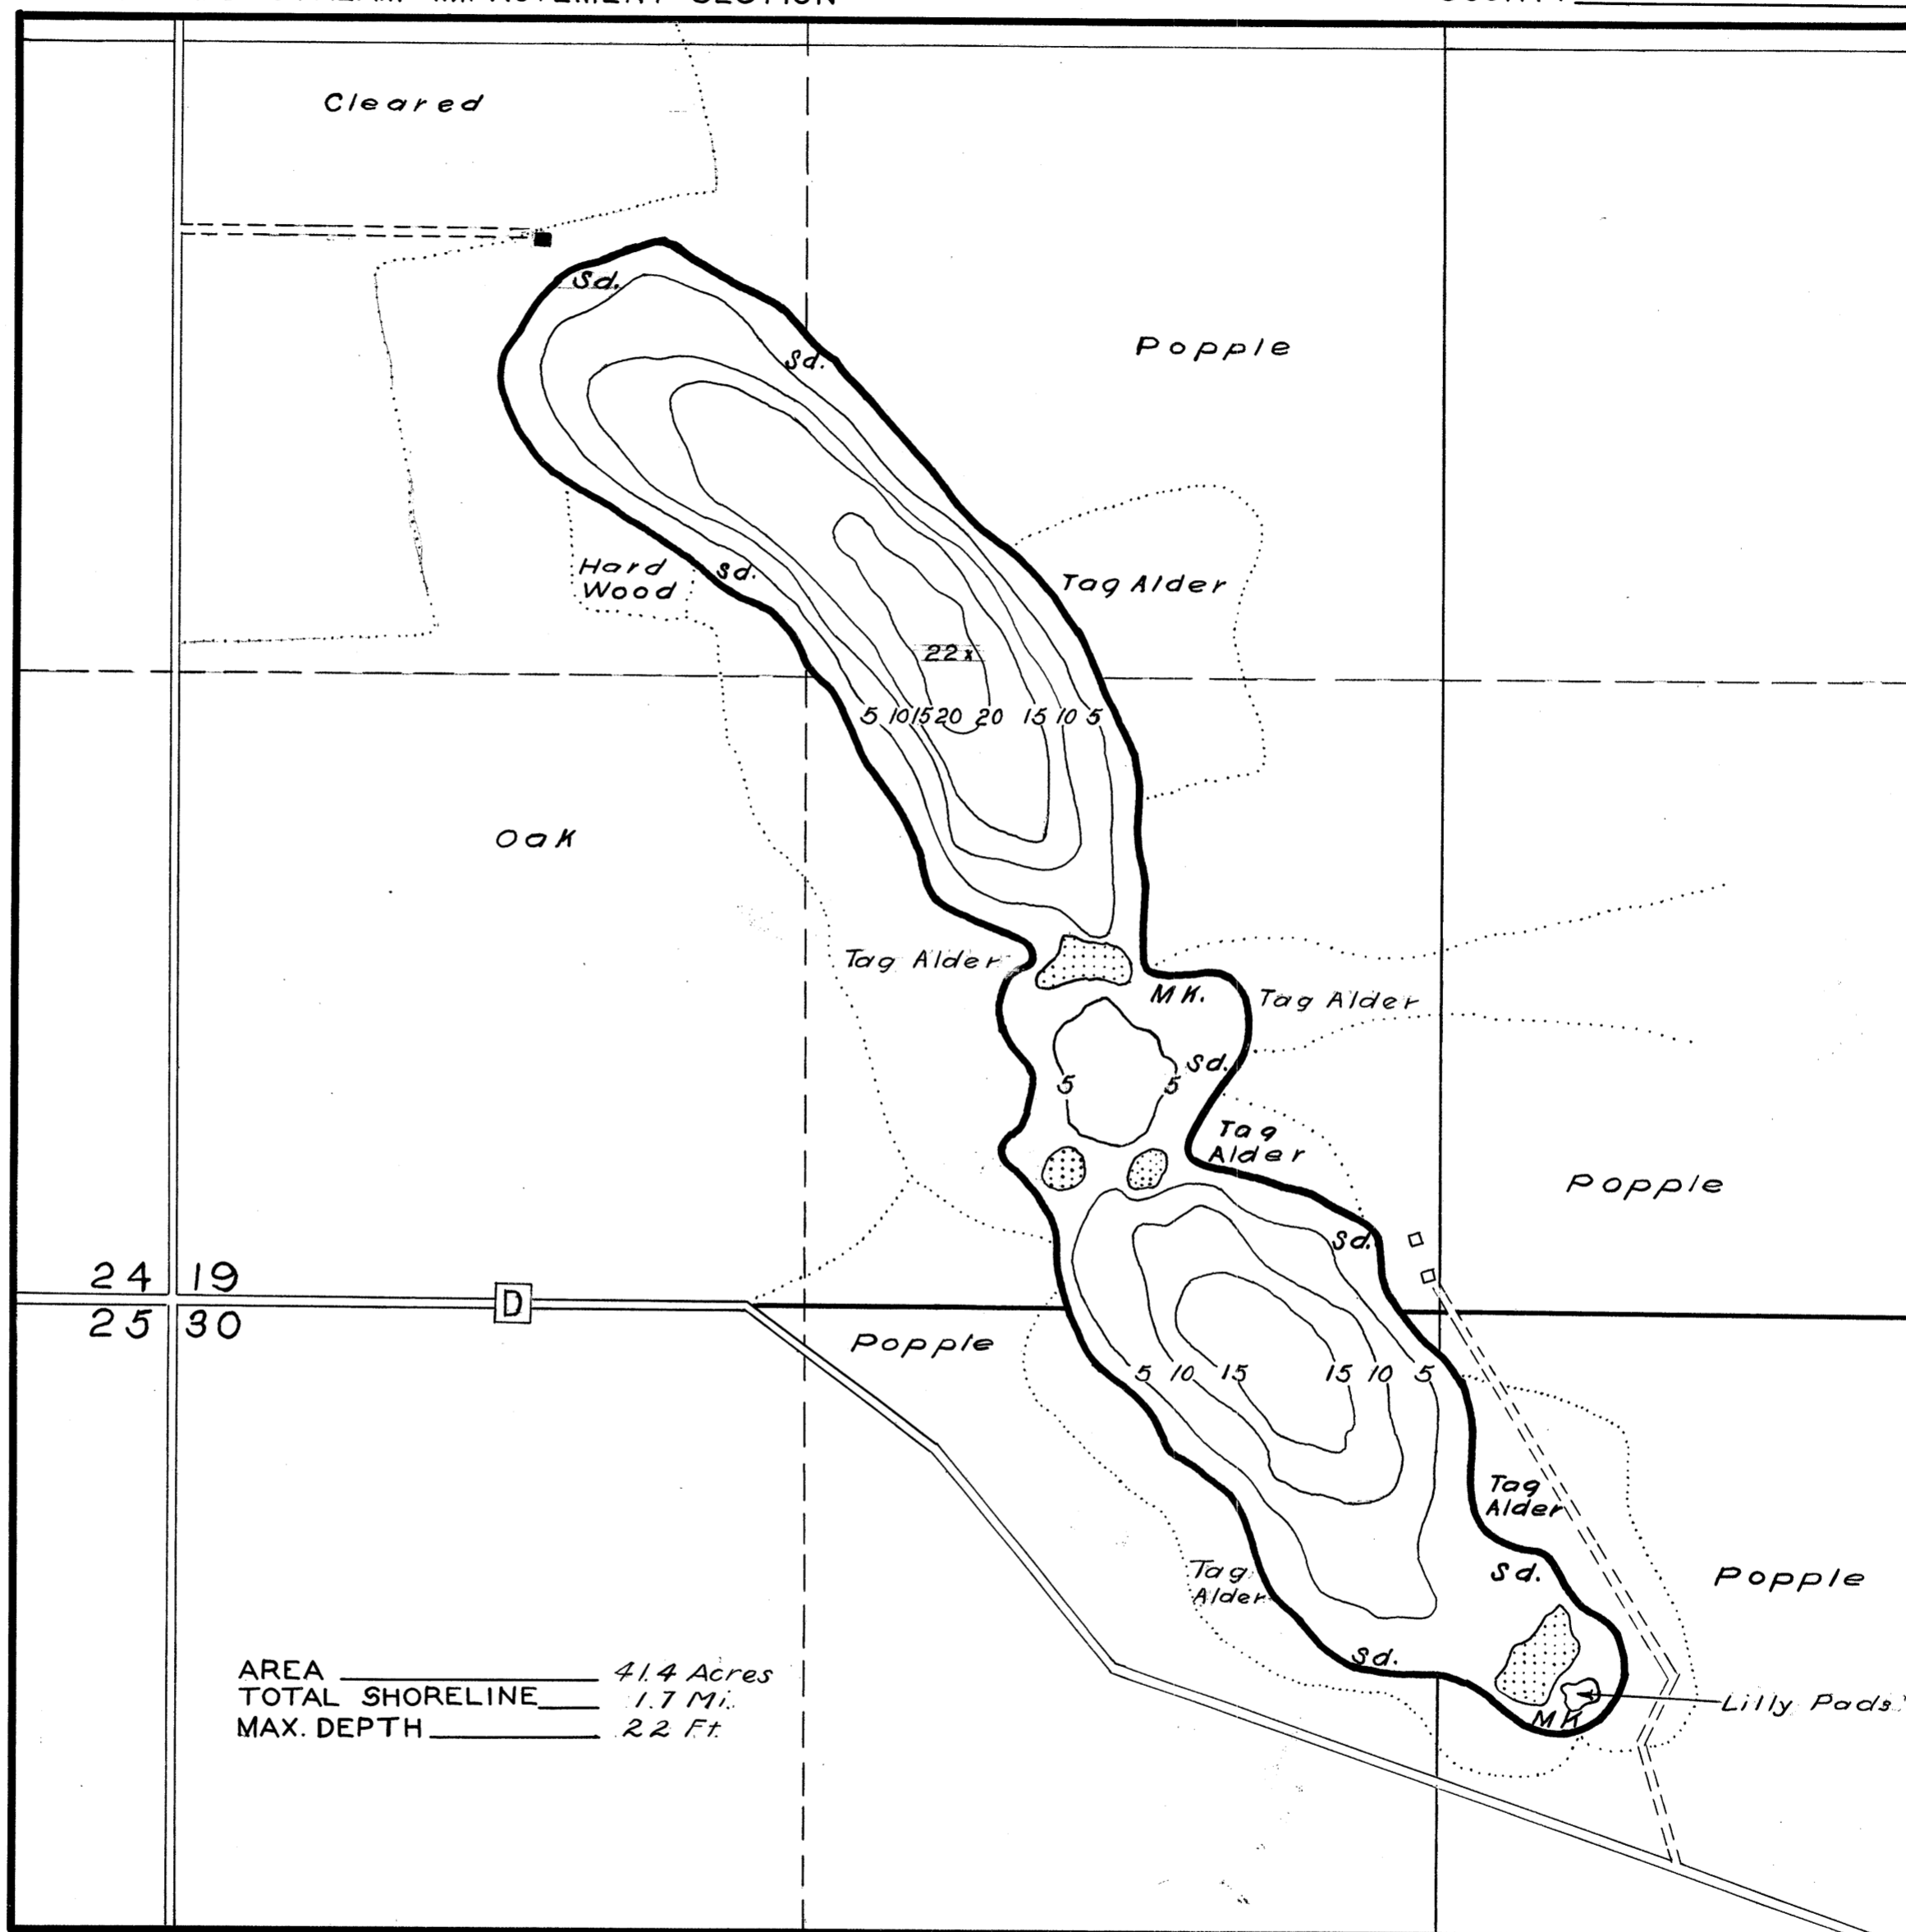 IMPROVEMENT SECTION
Cleared
Sd.
Sd.
Popple
Hard
Wood
Sd.
Tag Alder
22x
5 10 15 20 20 15 10 5
Oak
Tag Alder
MK.
Tag Alder
Sd.
5 5
Tag
Alder
Popple
Sd.
24 19
D
25 30
Popple
5 10 15 15 10 5
Tag
Alder
Sd.
Popple
Tag
Alder
Sd.
AREA 41.4 Acres
TOTAL SHORELINE 1.7 Mi.
MAX. DEPTH 22 Ft.
Lilly Pads
MK